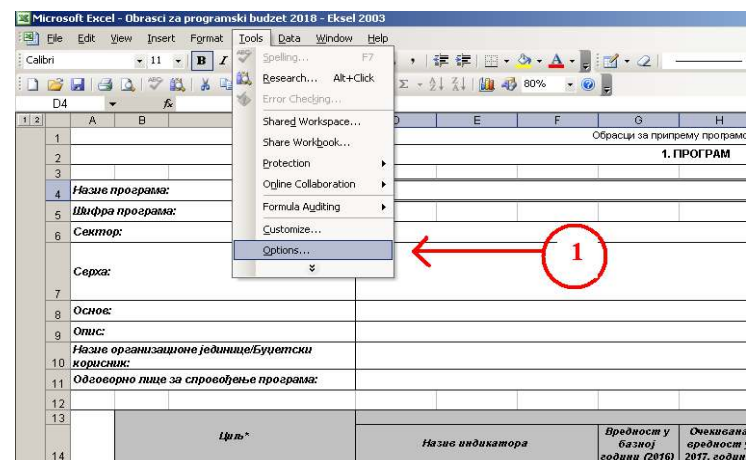 Microsoft Excel - Obrasci za programski budzet 2018 - Eksel 2003
File Edit View Insert Format Tools Data Window Help
Calibri 11 B I
Spelling... F7
Research... Alt+Click
Error Checking...
Shared Workspace...
Share Workbook...
Protection
Online Collaboration
Formula Auditing
Customize...
Options...
80%
D4 fx
1 2 A B D E F G H
1 Обрасци за припрему програмс
2 1. ПРОГРАМ
3
4 Назив програма:
5 Шифра програма:
6 Сектор:
7 Сврха:
8 Основ:
9 Опис:
10 Назив организационе јединице/Буџетски корисник:
11 Одговорно лице за спровођење програма:
12
13
14 Циљ*
Назив индикатора
Вредност у
базној
години (2016)
Очекивана
вредност у
2017. години
1